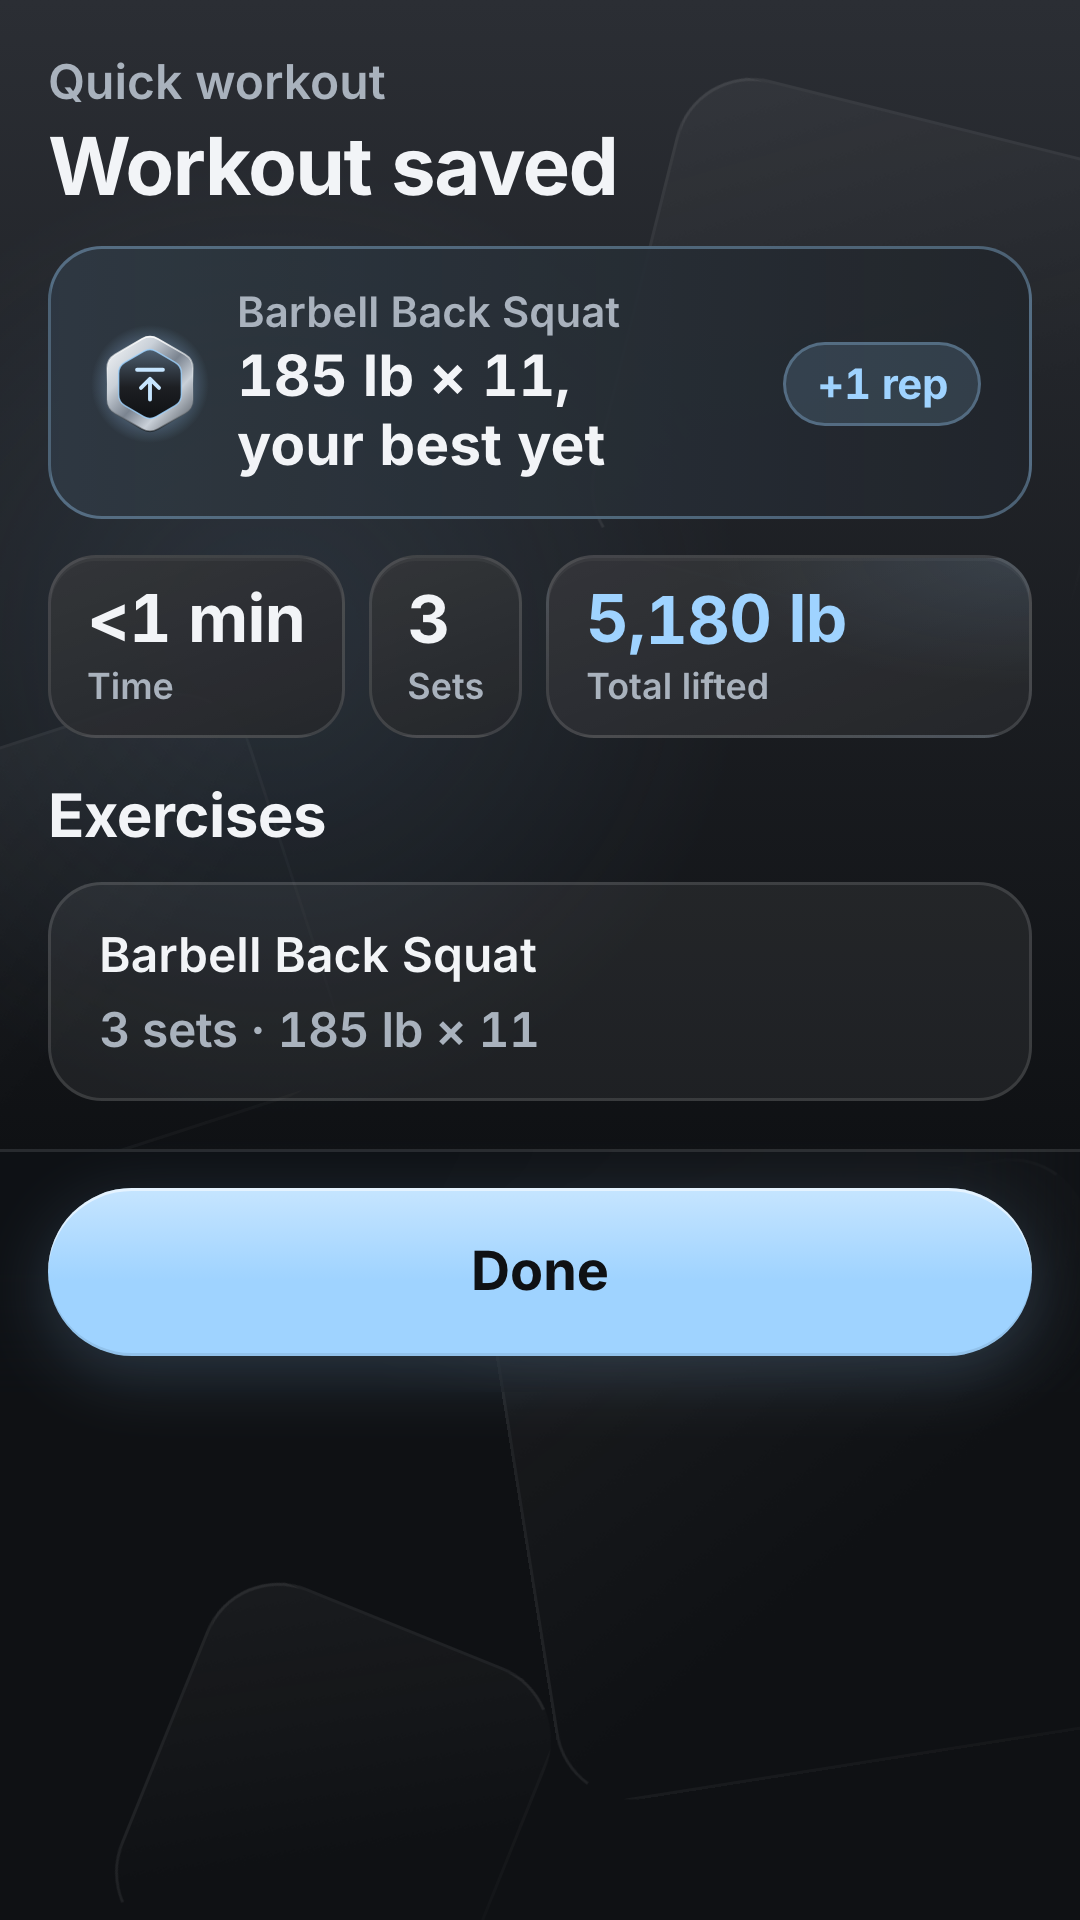 Quick workout
Workout saved
Barbell Back Squat
185 lb × 11,
your best yet
+1 rep
<1 min
Time
3
Sets
5,180 lb
Total lifted
Exercises
Barbell Back Squat
3 sets · 185 lb × 11
Done